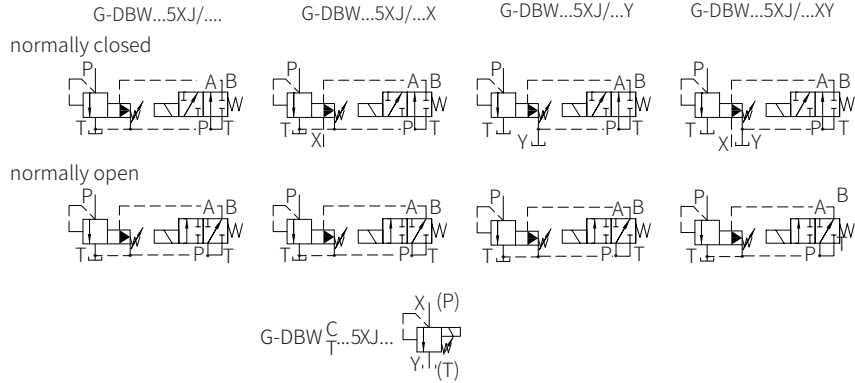 G-DBW...5XJ/.... G-DBW...5XJ/...X G-DBW...5XJ/...Y G-DBW...5XJ/...XY
normally closed
P A B P A B P A B P A B
T P T T P T T P T T P T
X Y X Y
normally open
P A B P A B P A B P A B
T P T T P T T P T T P T
X (P)
G-DBW C/T ...5XJ...
Y (T)